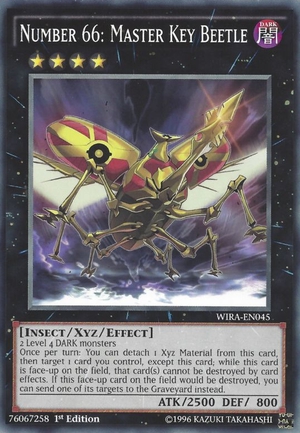 NUMBER 66: MASTER KEY BEETLE
DARK
闇
WIRA-EN045
[INSECT/XYZ/EFFECT]
2 Level 4 DARK monsters
Once per turn: You can detach 1 Xyz Material from this card,
then target 1 card you control, except this card; while this card
is face-up on the field, that card(s) cannot be destroyed by card
effects. If this face-up card on the field would be destroyed, you
can send 1 of its targets to the Graveyard instead.
ATK/2500 DEF/ 800
76067258 1st Edition ©1996 KAZUKI TAKAHASHI